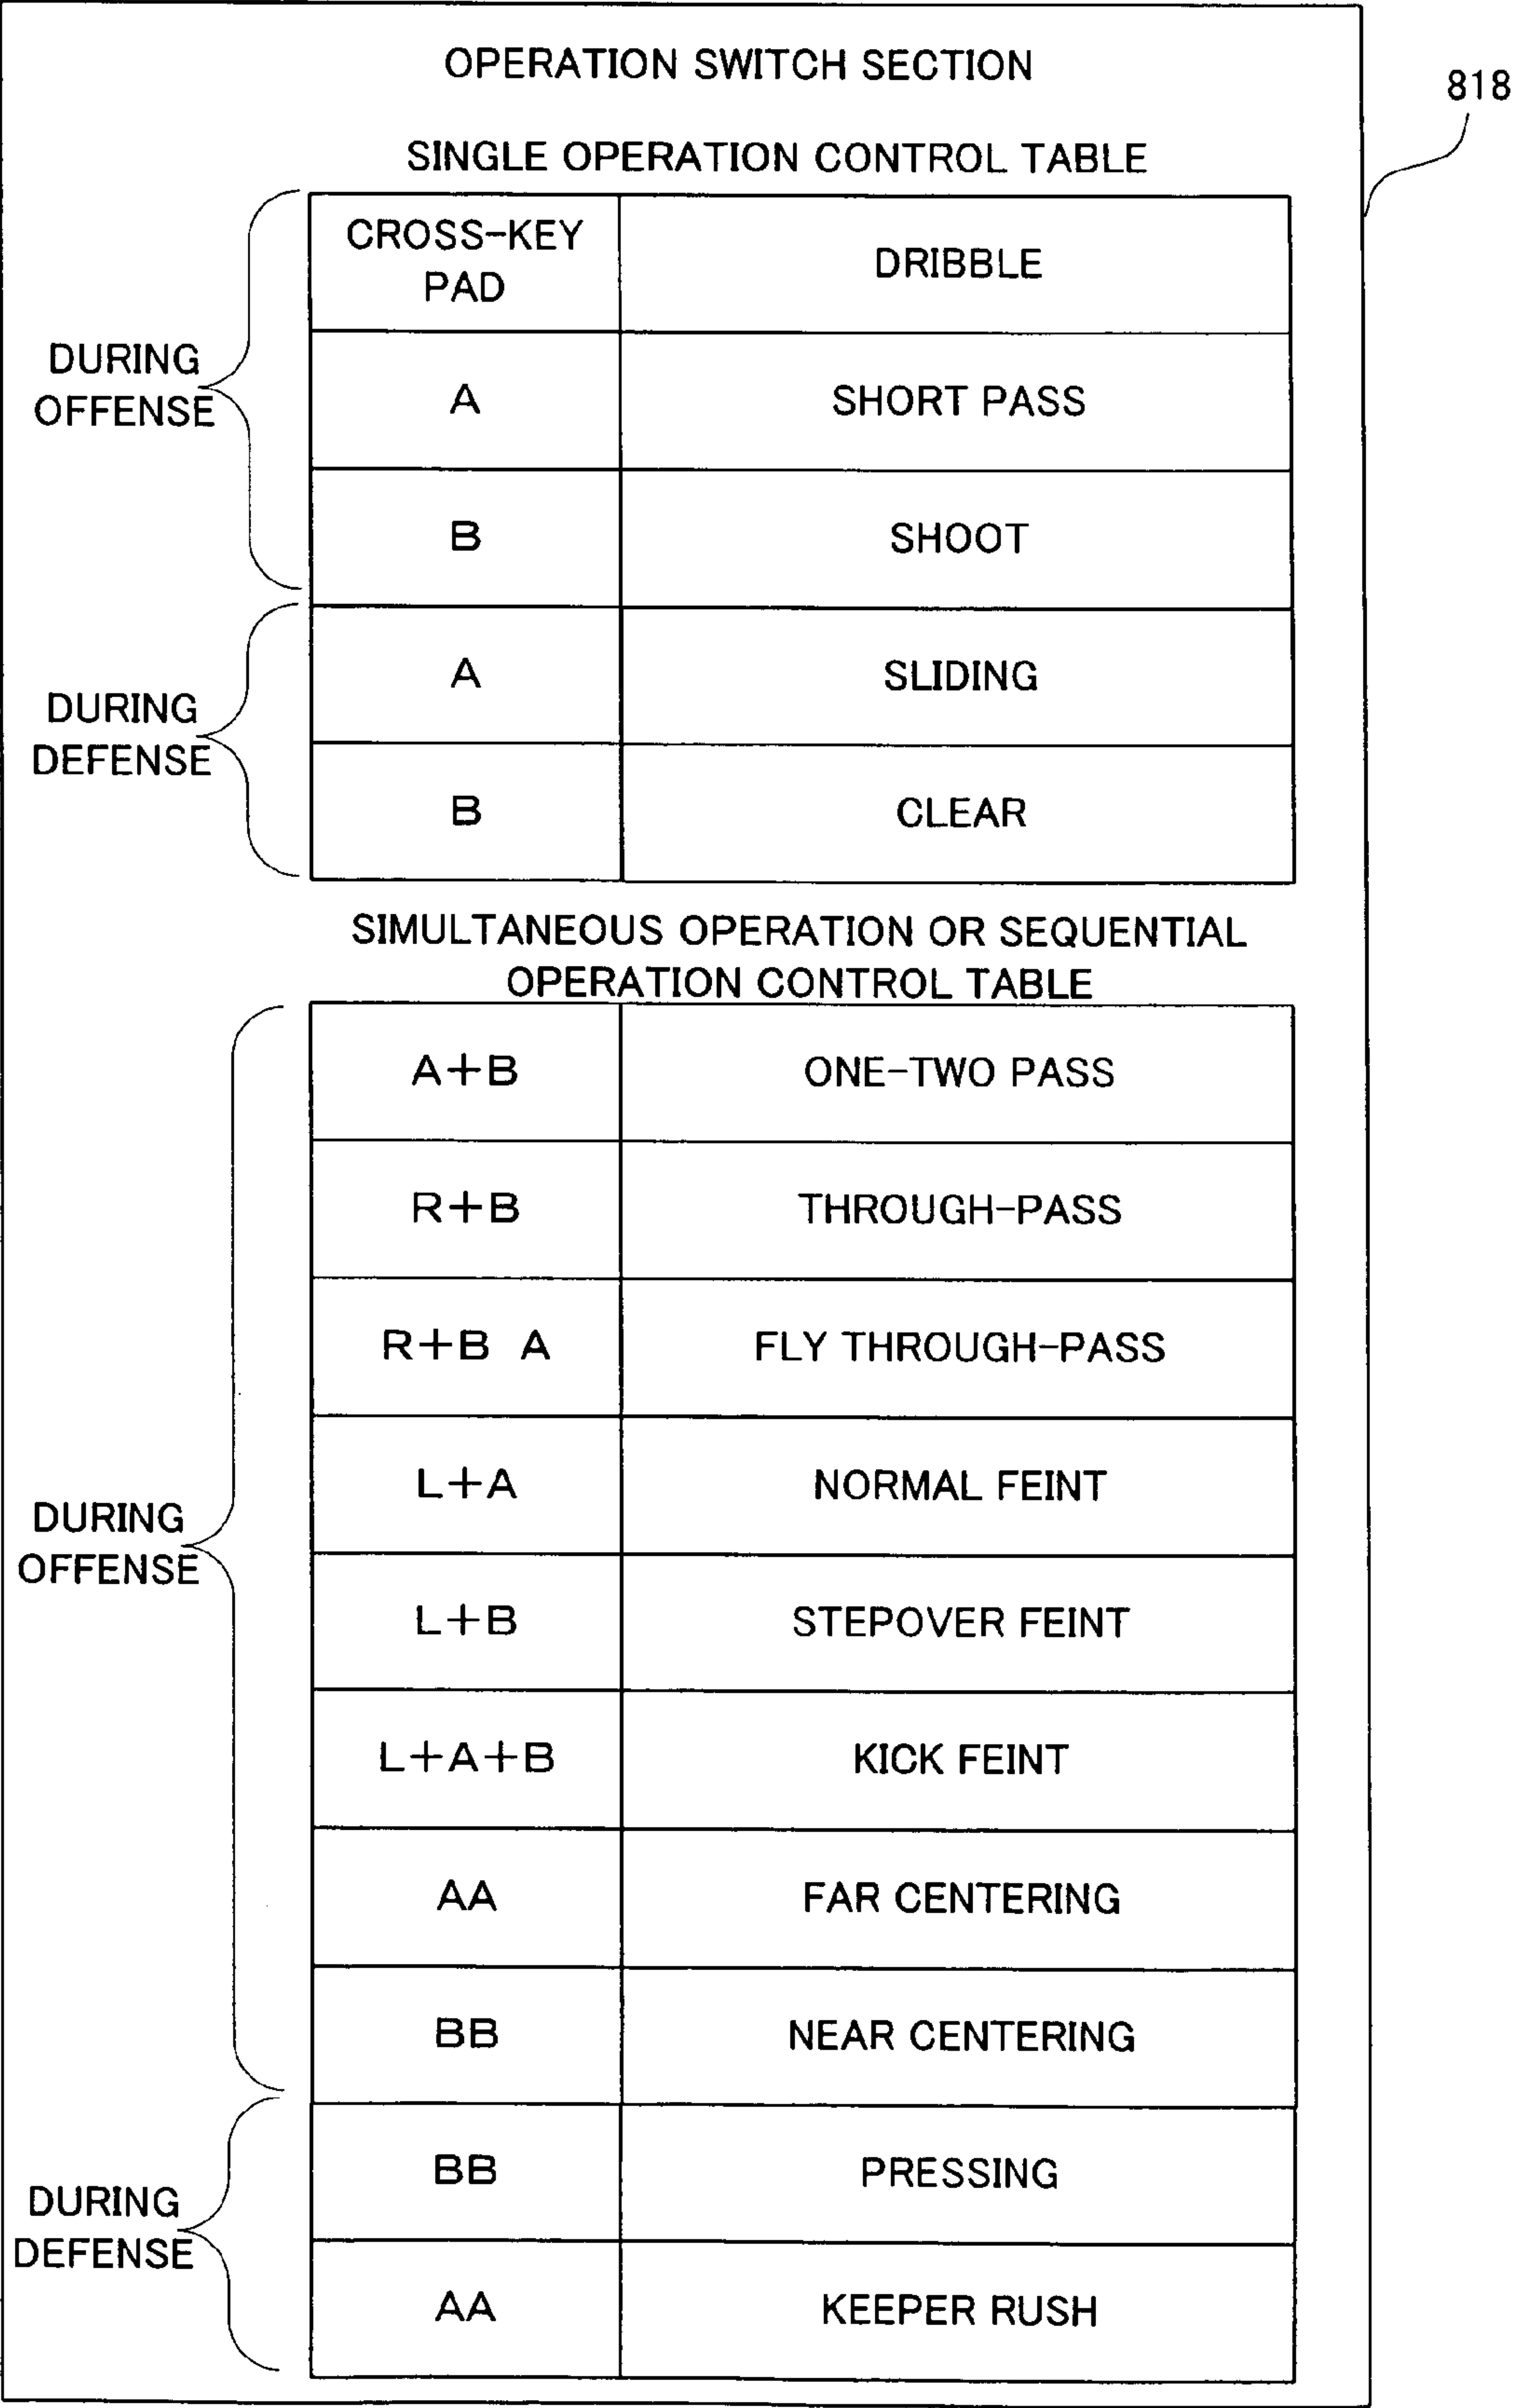 OPERATION SWITCH SECTION
818
SINGLE OPERATION CONTROL TABLE
DURING
OFFENSE
CROSS-KEY
PAD
DRIBBLE
A
SHORT PASS
B
SHOOT
DURING
DEFENSE
A
SLIDING
B
CLEAR
SIMULTANEOUS OPERATION OR SEQUENTIAL
OPERATION CONTROL TABLE
DURING
OFFENSE
A+B
ONE-TWO PASS
R+B
THROUGH-PASS
R+B A
FLY THROUGH-PASS
L+A
NORMAL FEINT
L+B
STEPOVER FEINT
L+A+B
KICK FEINT
AA
FAR CENTERING
BB
NEAR CENTERING
DURING
DEFENSE
BB
PRESSING
AA
KEEPER RUSH